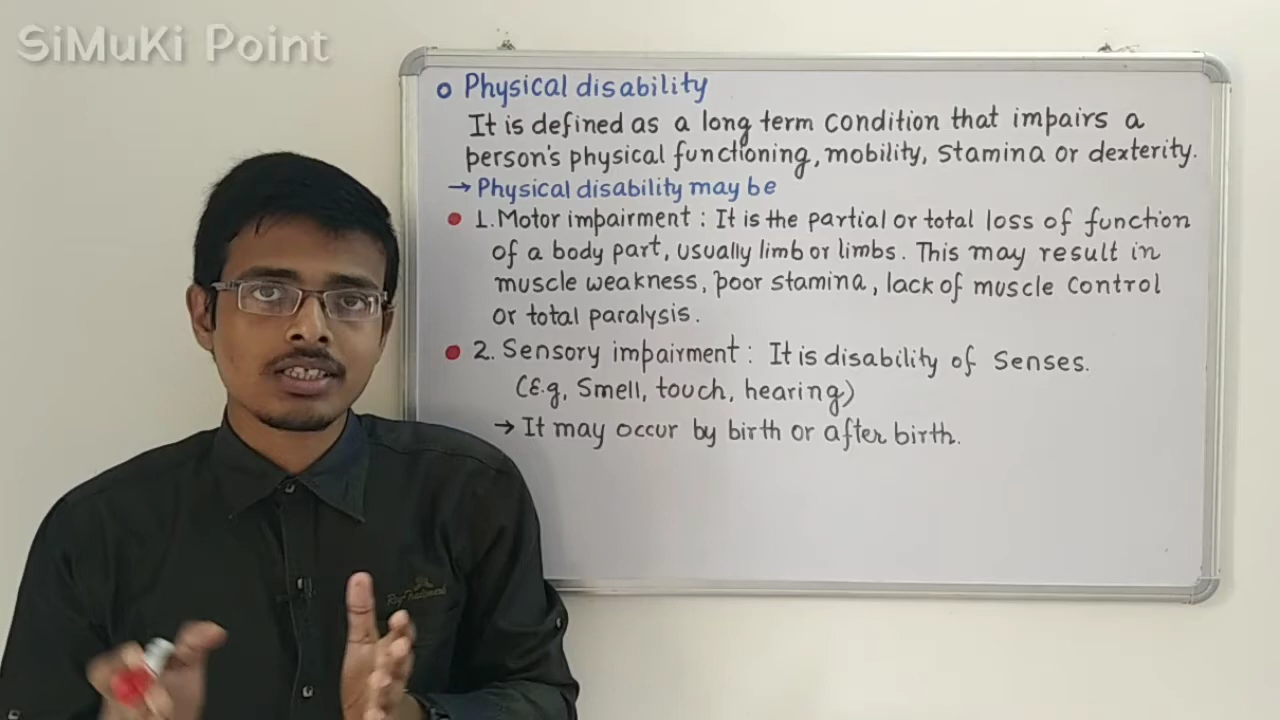 SiMuKi Point
Physical disability
It is defined as a long term condition that impairs a
person's physical functioning, mobility, stamina or dexterity.
→ Physical disability may be
1. Motor impairment : It is the partial or total loss of function
of a body part, usually limb or limbs. This may result in
muscle weakness, poor stamina, lack of muscle control
or total paralysis.
2. Sensory impairment : It is disability of senses.
(E.g, Smell, touch, hearing)
→ It may occur by birth or after birth.